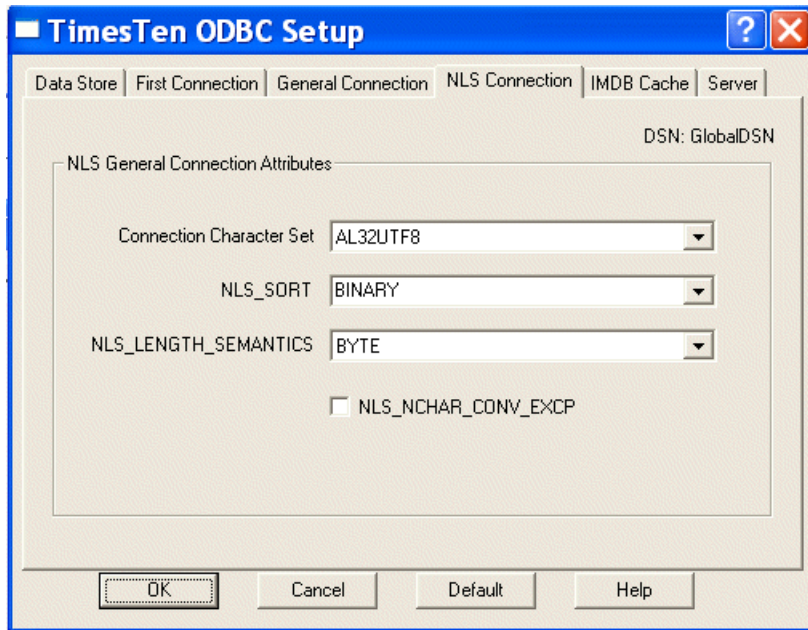 TimesTen ODBC Setup
Data Store First Connection General Connection NLS Connection IMDB Cache Server
DSN: GlobalDSN
NLS General Connection Attributes
Connection Character Set AL32UTF8
NLS_SORT BINARY
NLS_LENGTH_SEMANTICS BYTE
NLS_NCHAR_CONV_EXCP
OK Cancel Default Help